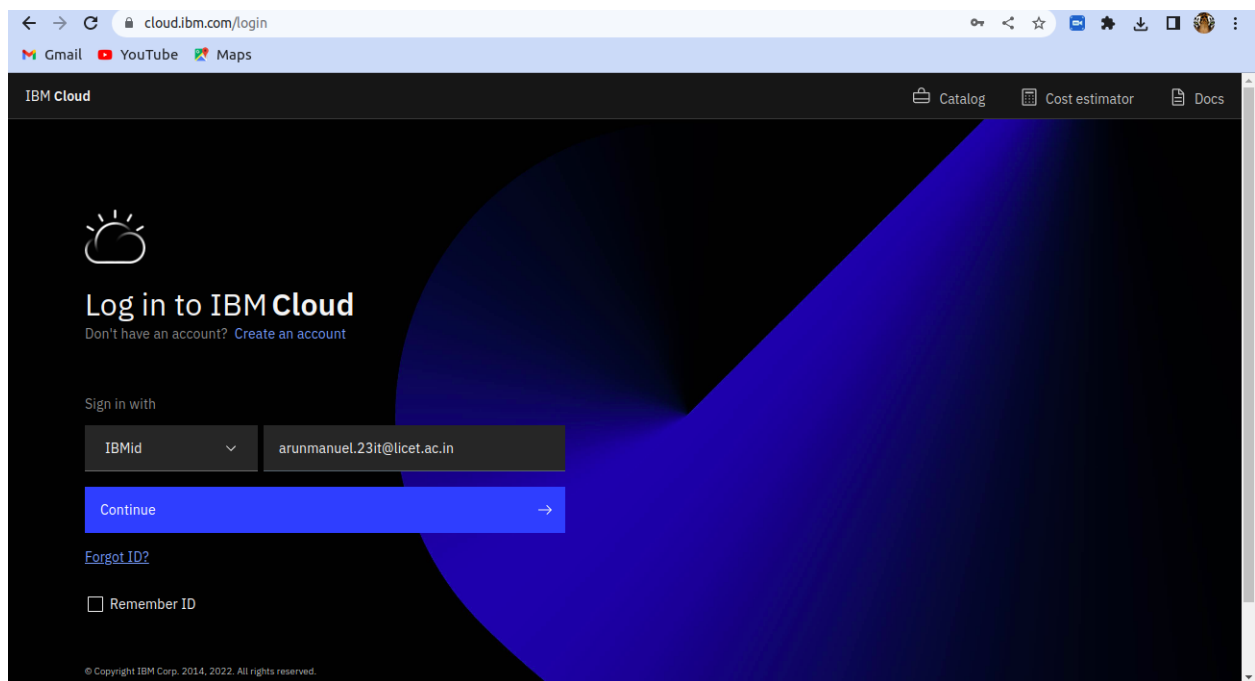 cloud.ibm.com/login
Gmail YouTube Maps
IBM Cloud Catalog Cost estimator Docs
Log in to IBM Cloud
Don't have an account? Create an account
Sign in with
IBMid arunmanuel.23it@licet.ac.in
Continue
Forgot ID?
Remember ID
© Copyright IBM Corp. 2014, 2022. All rights reserved.